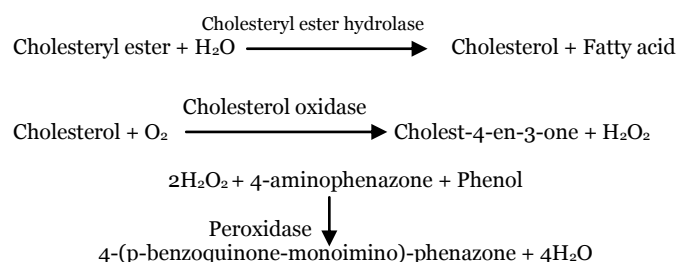 Cholesteryl ester hydrolase
Cholesteryl ester + H₂O Cholesterol + Fatty acid
Cholesterol oxidase
Cholesterol + O₂ Cholest-4-en-3-one + H₂O₂
2H₂O₂ + 4-aminophenazone + Phenol
Peroxidase
4-(p-benzoquinone-monoimino)-phenazone + 4H₂O